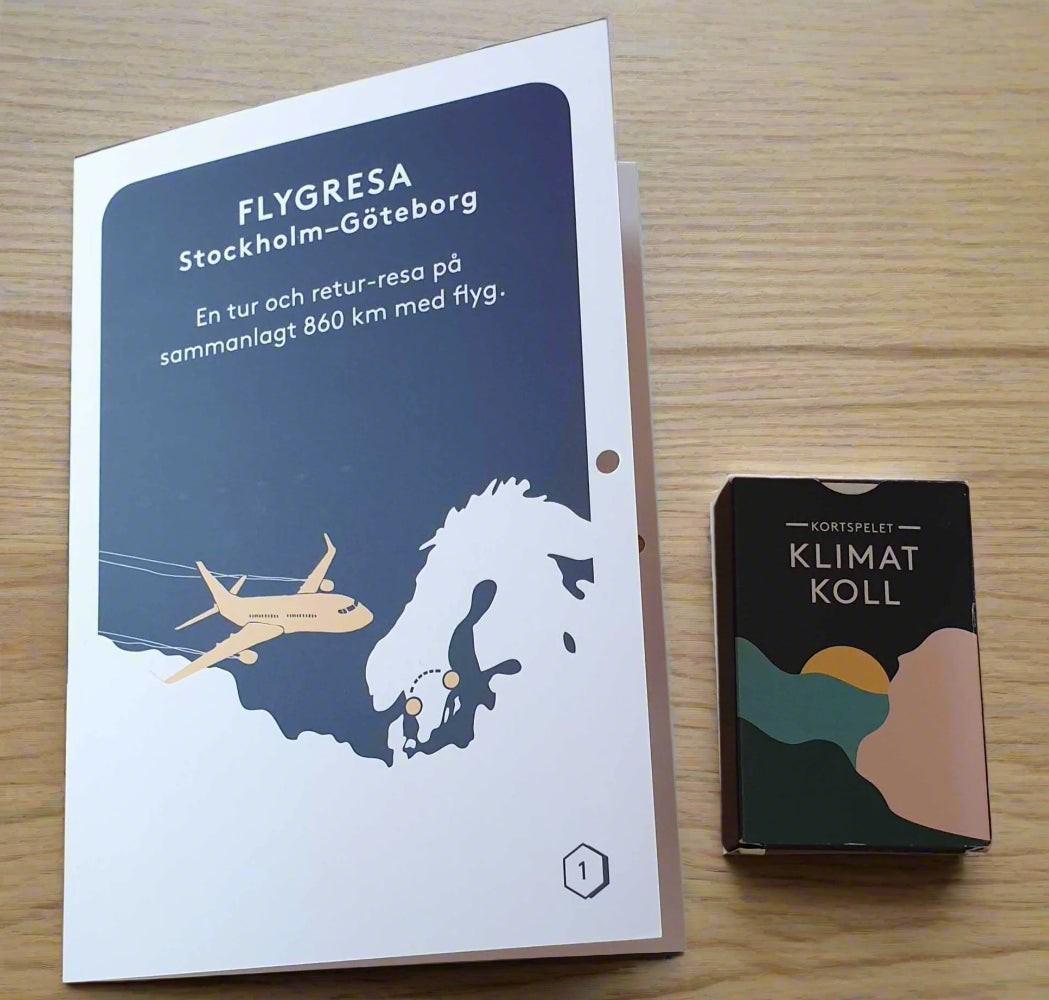 FLYGRESA
Stockholm–Göteborg
En tur och retur-resa på
sammanlagt 860 km med flyg.
1
KORTSPELET
KLIMAT
KOLL